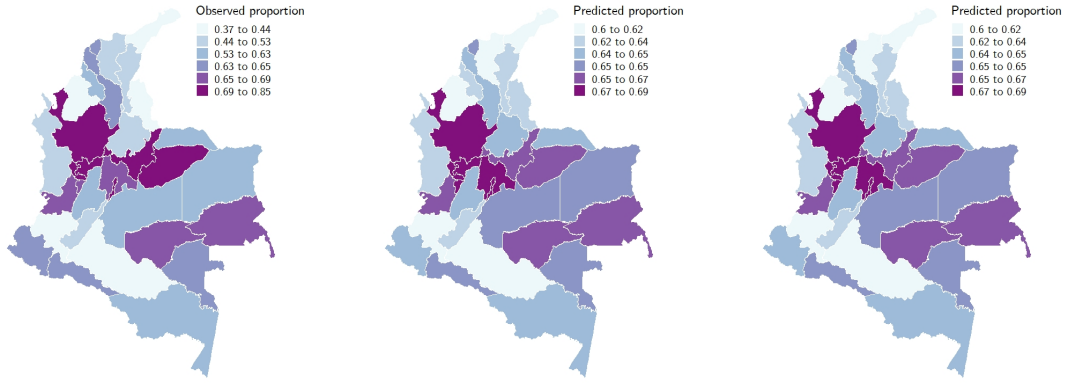 Observed proportion
0.37 to 0.44
0.44 to 0.53
0.53 to 0.63
0.63 to 0.65
0.65 to 0.69
0.69 to 0.85
Predicted proportion
0.6 to 0.62
0.62 to 0.64
0.64 to 0.65
0.65 to 0.65
0.65 to 0.67
0.67 to 0.69
Predicted proportion
0.6 to 0.62
0.62 to 0.64
0.64 to 0.65
0.65 to 0.65
0.65 to 0.67
0.67 to 0.69